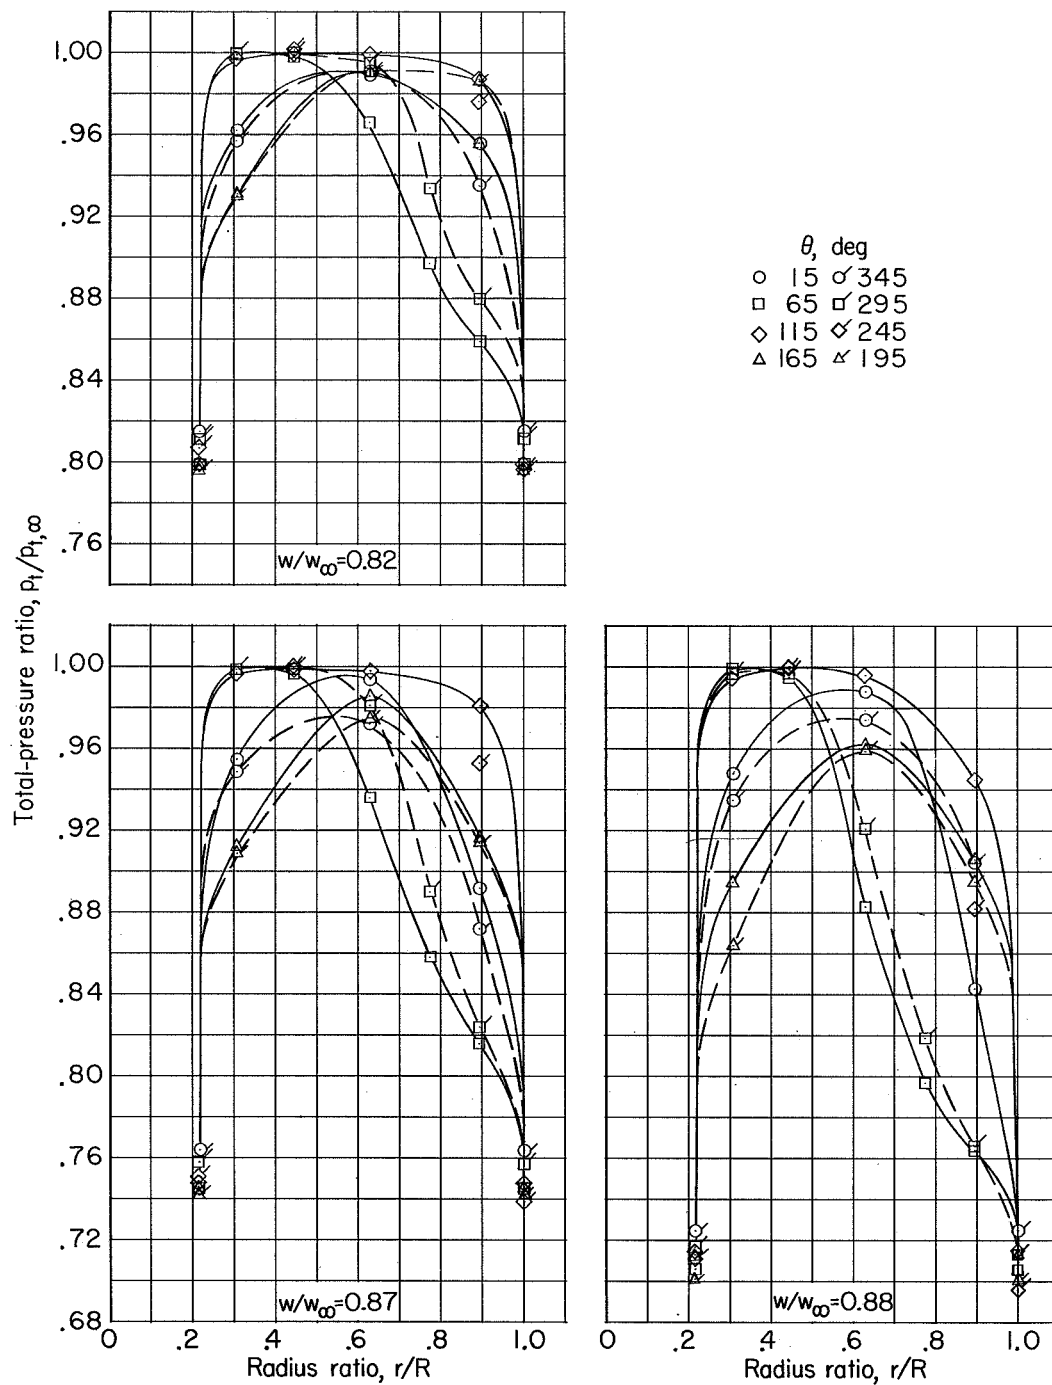 1.00
.96
.92
.88
.84
.80
.76
w/w∞=0.82
θ, deg
15 345
65 295
115 245
165 195
Total-pressure ratio, pt/pt,∞
1.00
.96
.92
.88
.84
.80
.76
.72
.68
w/w∞=0.87
0 .2 .4 .6 .8 1.0
Radius ratio, r/R
w/w∞=0.88
0 .2 .4 .6 .8 1.0
Radius ratio, r/R